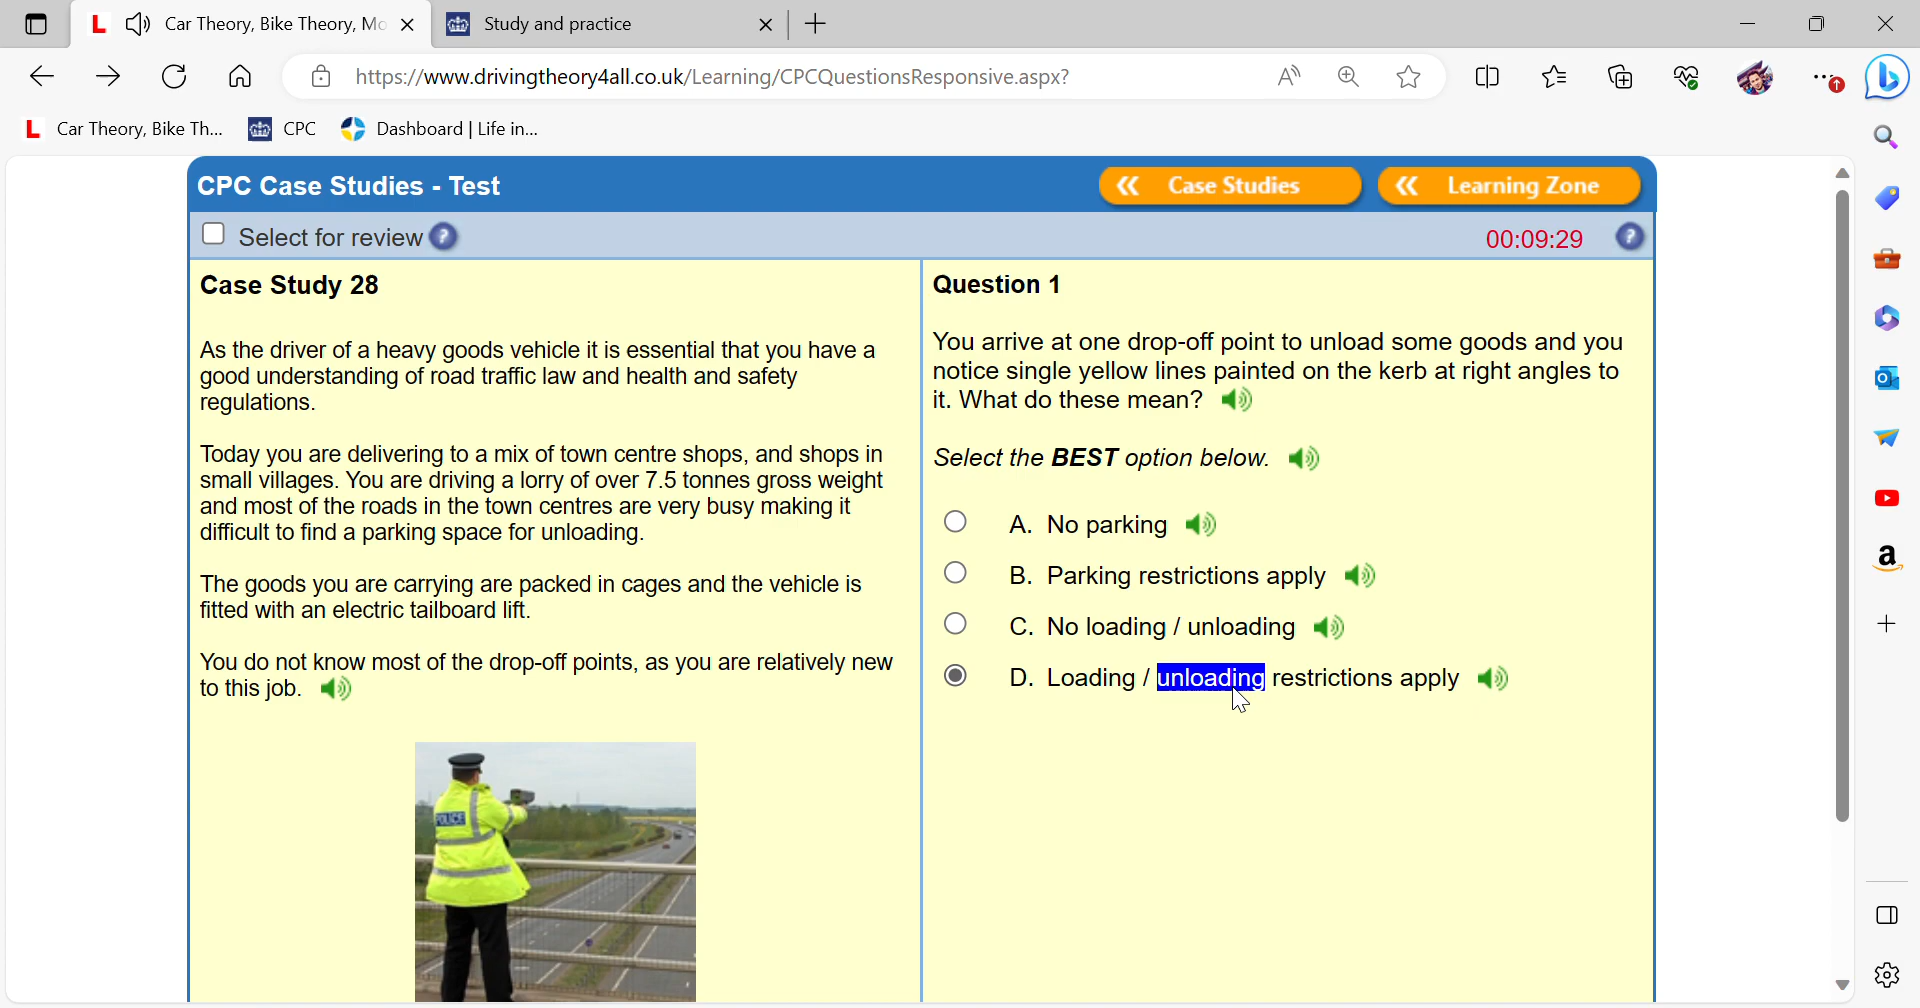 Car Theory, Bike Theory, Mo
Study and practice
https://www.drivingtheory4all.co.uk/Learning/CPCQuestionsResponsive.aspx?
Car Theory, Bike Th...
CPC
Dashboard | Life in...
CPC Case Studies - Test
Case Studies
Learning Zone
Select for review
00:09:29
Case Study 28
As the driver of a heavy goods vehicle it is essential that you have a
good understanding of road traffic law and health and safety
regulations.
Today you are delivering to a mix of town centre shops, and shops in
small villages. You are driving a lorry of over 7.5 tonnes gross weight
and most of the roads in the town centres are very busy making it
difficult to find a parking space for unloading.
The goods you are carrying are packed in cages and the vehicle is
fitted with an electric tailboard lift.
You do not know most of the drop-off points, as you are relatively new
to this job.
POLICE
Question 1
You arrive at one drop-off point to unload some goods and you
notice single yellow lines painted on the kerb at right angles to
it. What do these mean?
Select the BEST option below.
A. No parking
B. Parking restrictions apply
C. No loading / unloading
D. Loading / unloading restrictions apply